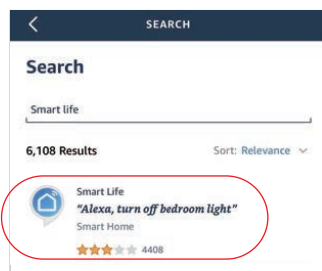 SEARCH
Search
Smart life
6,108 Results Sort: Relevance
Smart Life
“Alexa, turn off bedroom light”
Smart Home
4408